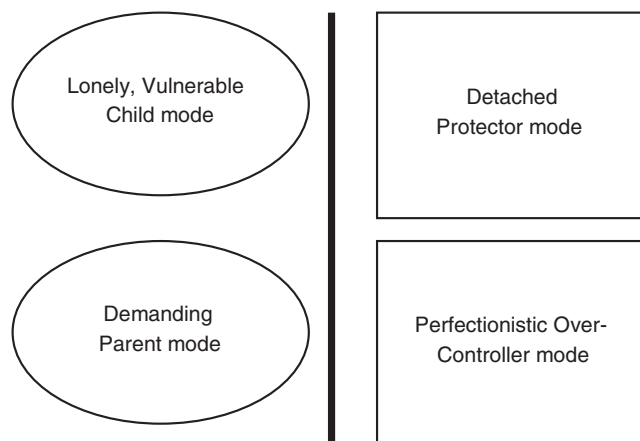 Lonely, Vulnerable
Child mode
Detached
Protector mode
Demanding
Parent mode
Perfectionistic Over-
Controller mode